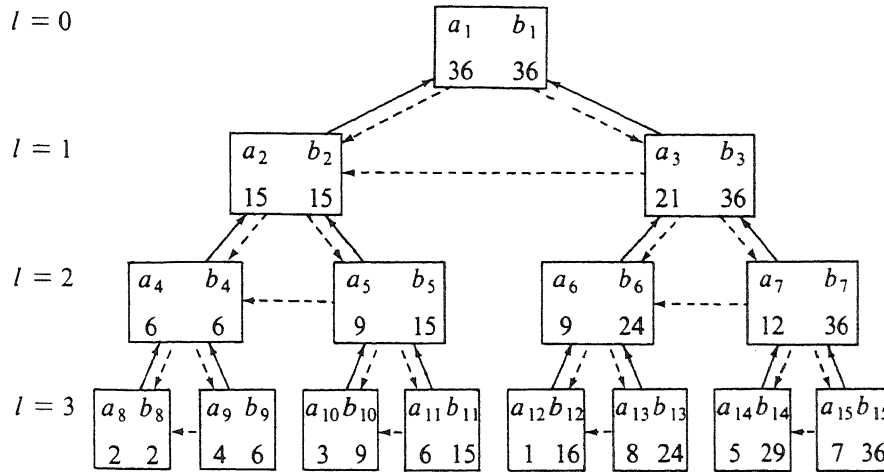 l = 0
a₁ b₁
36 36
l = 1
a₂ b₂
15 15
a₃ b₃
21 36
l = 2
a₄ b₄
6 6
a₅ b₅
9 15
a₆ b₆
9 24
a₇ b₇
12 36
l = 3
a₈ b₈
2 2
a₉ b₉
4 6
a₁₀ b₁₀
3 9
a₁₁ b₁₁
6 15
a₁₂ b₁₂
1 16
a₁₃ b₁₃
8 24
a₁₄ b₁₄
5 29
a₁₅ b₁₅
7 36